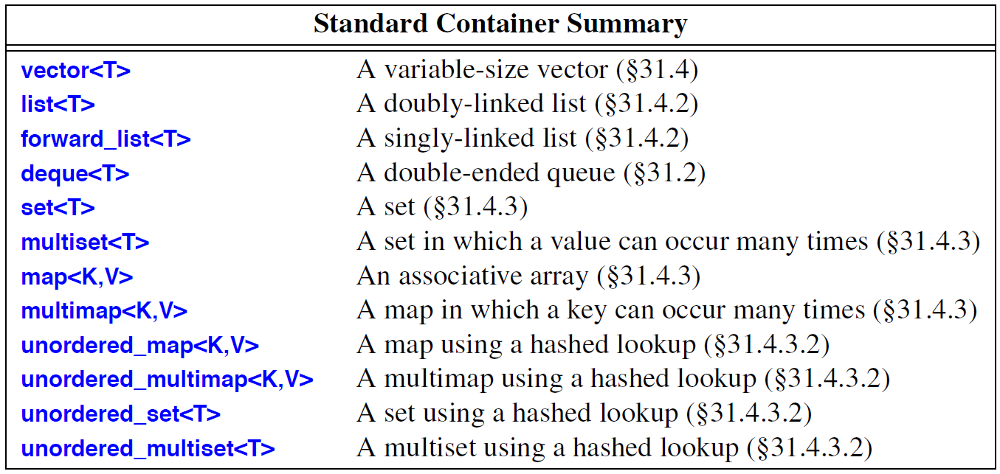 Standard Container Summary
vector<T> A variable-size vector (§31.4)
list<T> A doubly-linked list (§31.4.2)
forward_list<T> A singly-linked list (§31.4.2)
deque<T> A double-ended queue (§31.2)
set<T> A set (§31.4.3)
multiset<T> A set in which a value can occur many times (§31.4.3)
map<K,V> An associative array (§31.4.3)
multimap<K,V> A map in which a key can occur many times (§31.4.3)
unordered_map<K,V> A map using a hashed lookup (§31.4.3.2)
unordered_multimap<K,V> A multimap using a hashed lookup (§31.4.3.2)
unordered_set<T> A set using a hashed lookup (§31.4.3.2)
unordered_multiset<T> A multiset using a hashed lookup (§31.4.3.2)